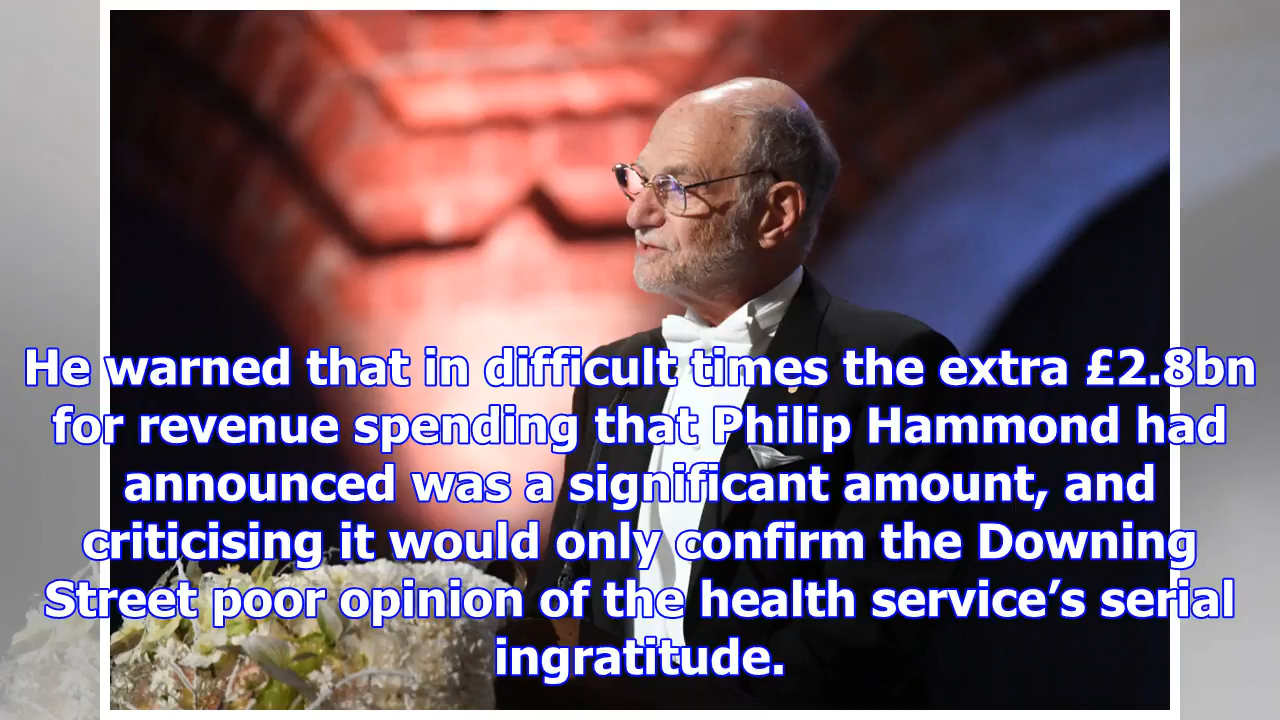 He warned that in difficult times the extra £2.8bn
for revenue spending that Philip Hammond had
announced was a significant amount, and
criticising it would only confirm the Downing
Street poor opinion of the health service’s serial
ingratitude.